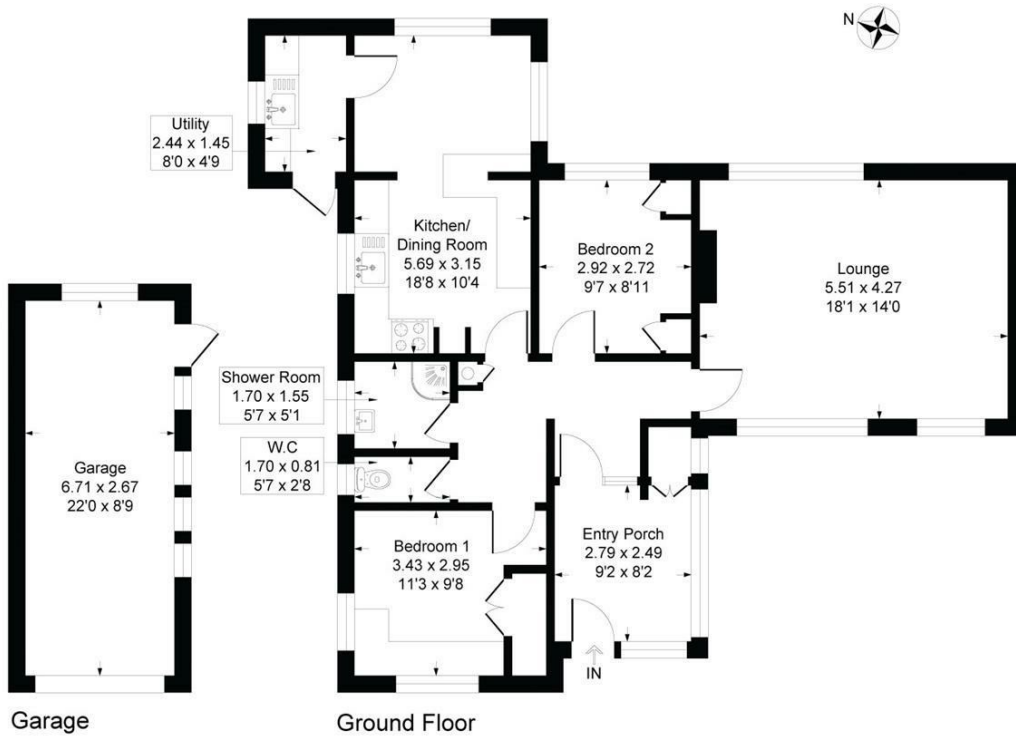 N
Utility
2.44 x 1.45
8'0 x 4'9
Kitchen/
Dining Room
5.69 x 3.15
18'8 x 10'4
Bedroom 2
2.92 x 2.72
9'7 x 8'11
Lounge
5.51 x 4.27
18'1 x 14'0
Shower Room
1.70 x 1.55
5'7 x 5'1
W.C
1.70 x 0.81
5'7 x 2'8
Garage
6.71 x 2.67
22'0 x 8'9
Bedroom 1
3.43 x 2.95
11'3 x 9'8
Entry Porch
2.79 x 2.49
9'2 x 8'2
IN
Garage
Ground Floor